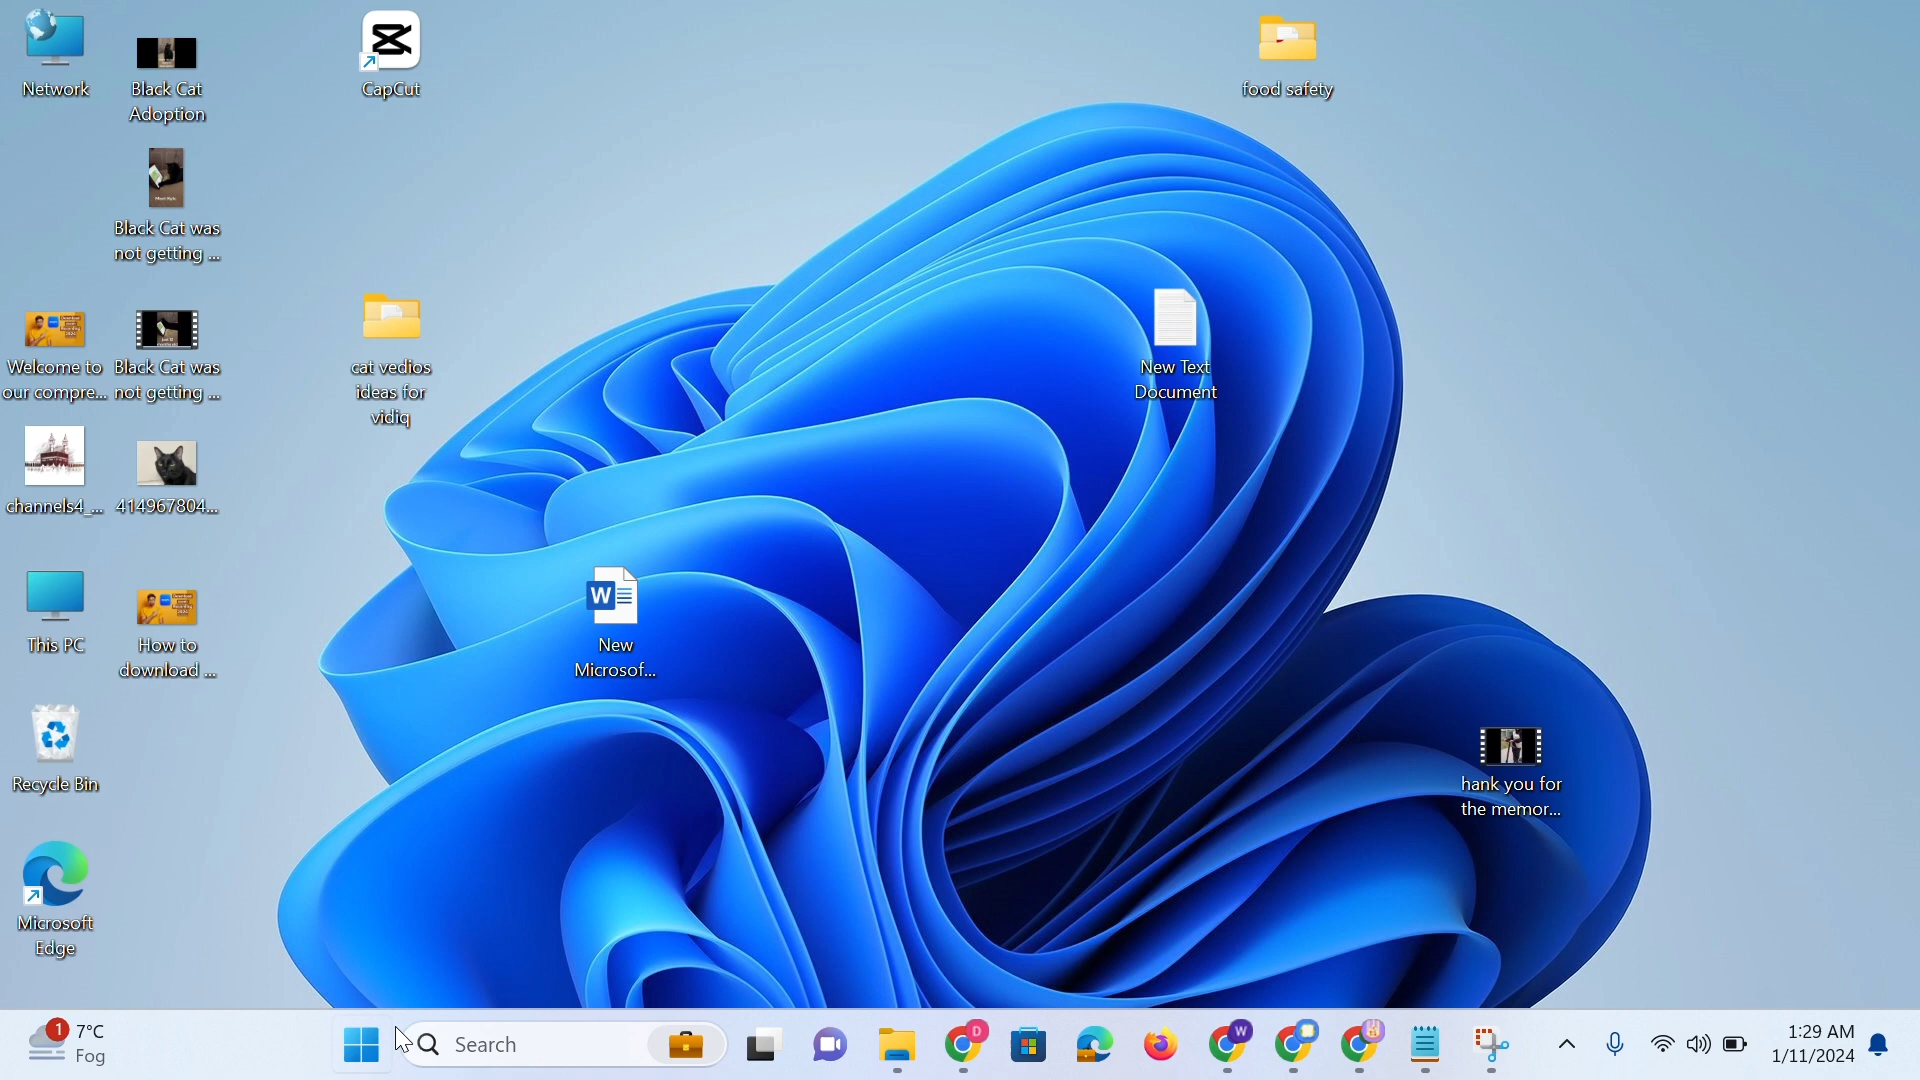 Network
Black Cat
Adoption
CapCut
food safety
Black Cat was
not getting ...
Welcome to
our compre...
Black Cat was
not getting ...
cat vedios
ideas for
vidiq
New Text
Document
channels4_...
414967804...
This PC
How to
download ...
New
Microsof...
Recycle Bin
hank you for
the memor...
Microsoft
Edge
1
7°C
Fog
Search
D
W
1:29 AM
1/11/2024